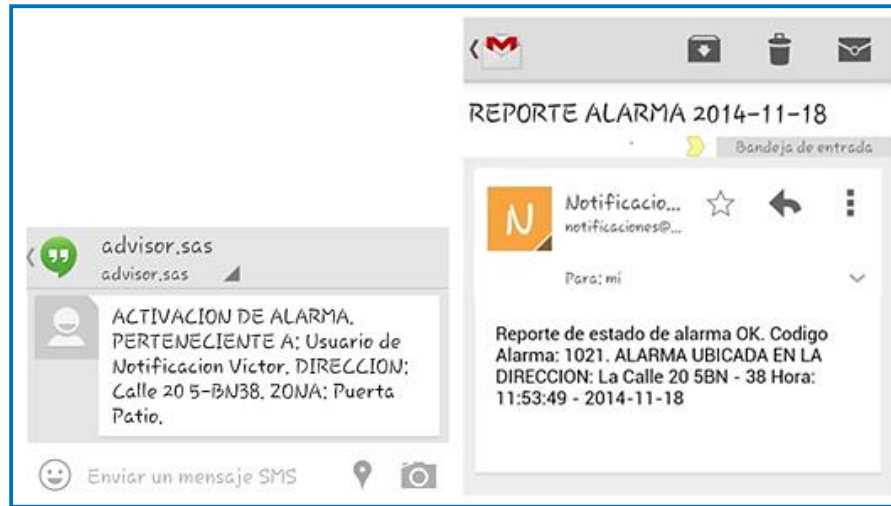 advisor.sas
advisor.sas
ACTIVACION DE ALARMA.
PERTENECIENTE A: Usuario de
Notificacion Victor. DIRECCION:
Calle 20 5-BN38. ZONA: Puerta
Patio.
Enviar un mensaje SMS
REPORTE ALARMA 2014-11-18
Bandeja de entrada
N
Notificacio...
notificaciones@...
Para: mí
Reporte de estado de alarma OK. Codigo
Alarma: 1021. ALARMA UBICADA EN LA
DIRECCION: La Calle 20 5BN - 38 Hora:
11:53:49 - 2014-11-18